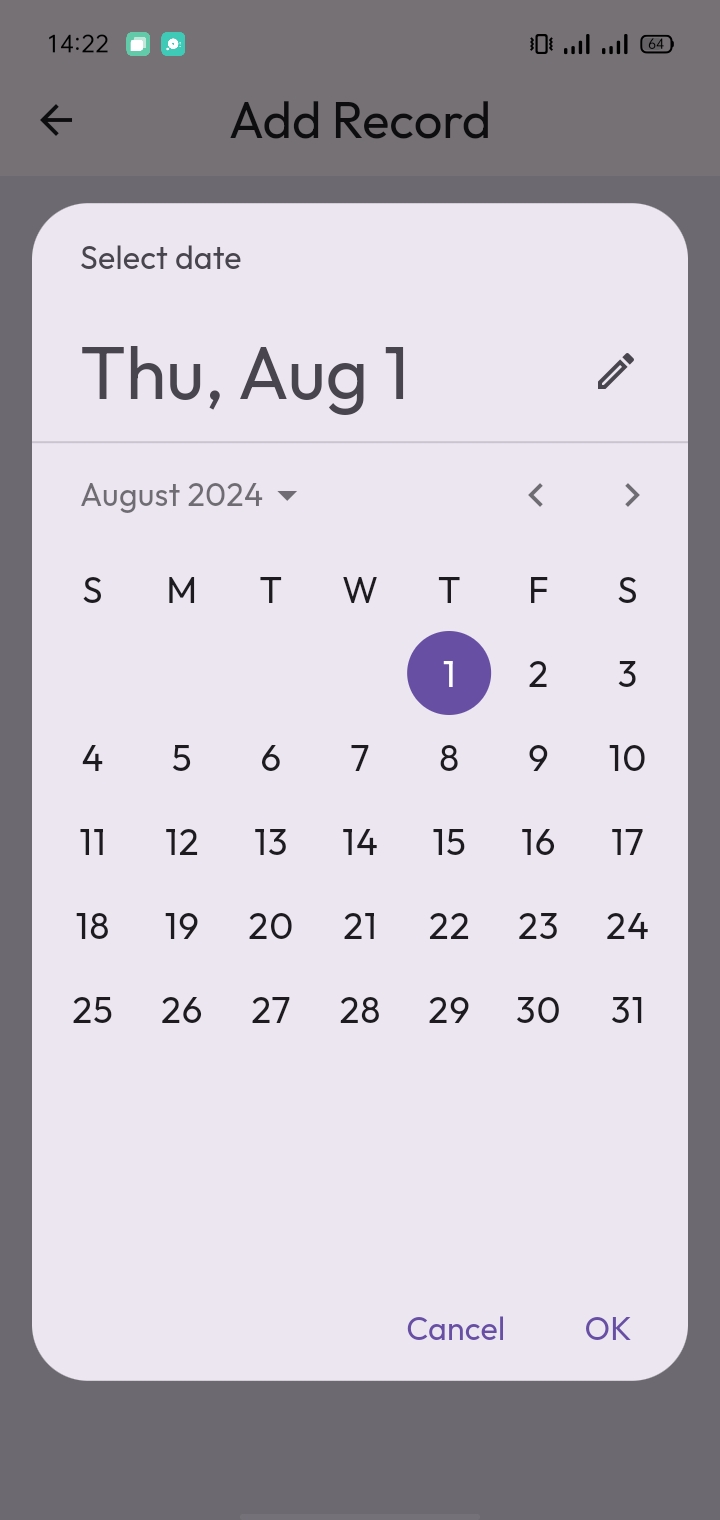 14:22 64
Add Record
Select date
Thu, Aug 1
August 2024
S M T W T F S
1 2 3
4 5 6 7 8 9 10
11 12 13 14 15 16 17
18 19 20 21 22 23 24
25 26 27 28 29 30 31
Cancel OK